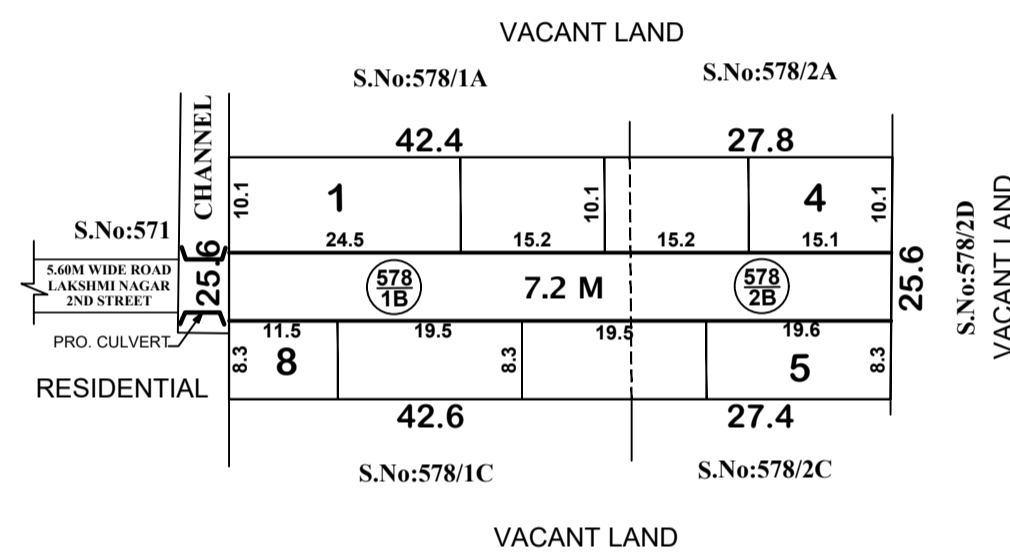 VACANT LAND
S.No:578/1A
S.No:578/2A
42.4
27.8
CHANNEL
10.1
1
10.1
4
10.1
S.No:571
24.5
15.2
15.2
15.1
25.6
5.60M WIDE ROAD
LAKSHMI NAGAR
2ND STREET
578
1B
7.2 M
578
2B
25.6
S.No:578/2D
VACANT LAND
PRO. CULVERT
11.5
19.5
19.5
19.6
8.3
8
8.3
5
8.3
RESIDENTIAL
42.6
27.4
S.No:578/1C
S.No:578/2C
VACANT LAND